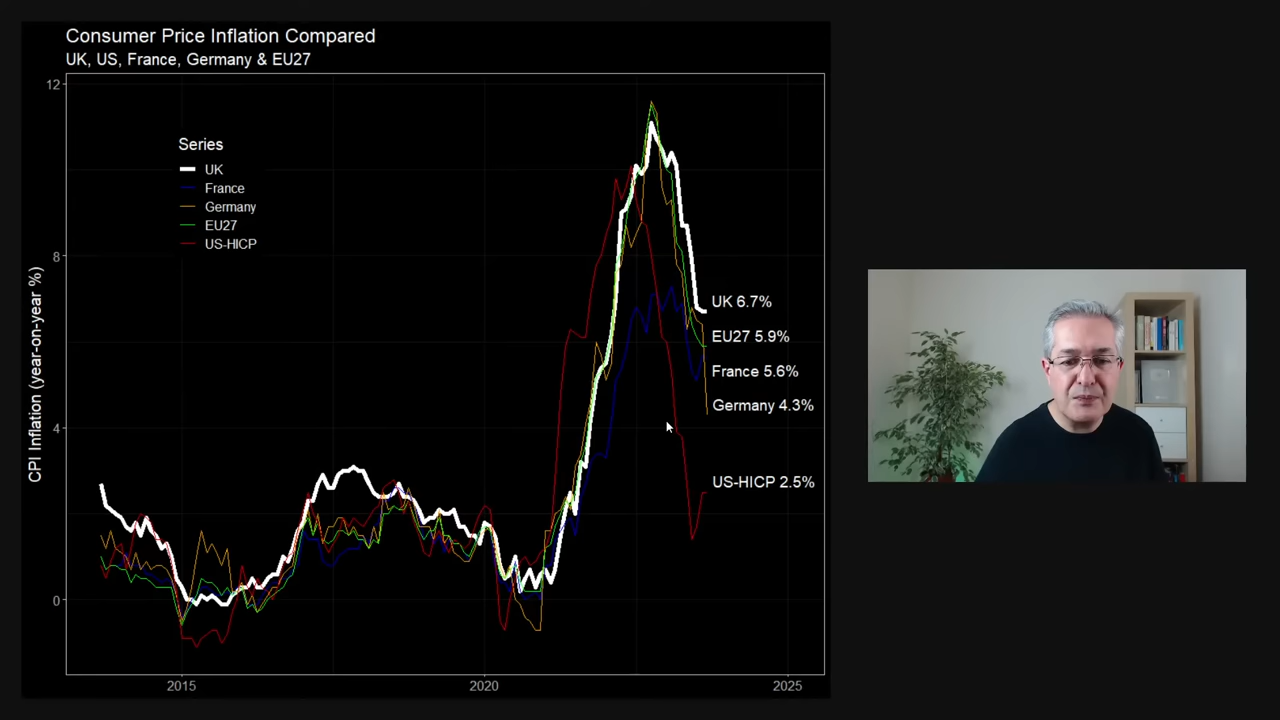 Consumer Price Inflation Compared
UK, US, France, Germany & EU27
12
8
4
0
CPI Inflation (year-on-year %)
Series
UK
France
Germany
EU27
US-HICP
UK 6.7%
EU27 5.9%
France 5.6%
Germany 4.3%
US-HICP 2.5%
2015
2020
2025